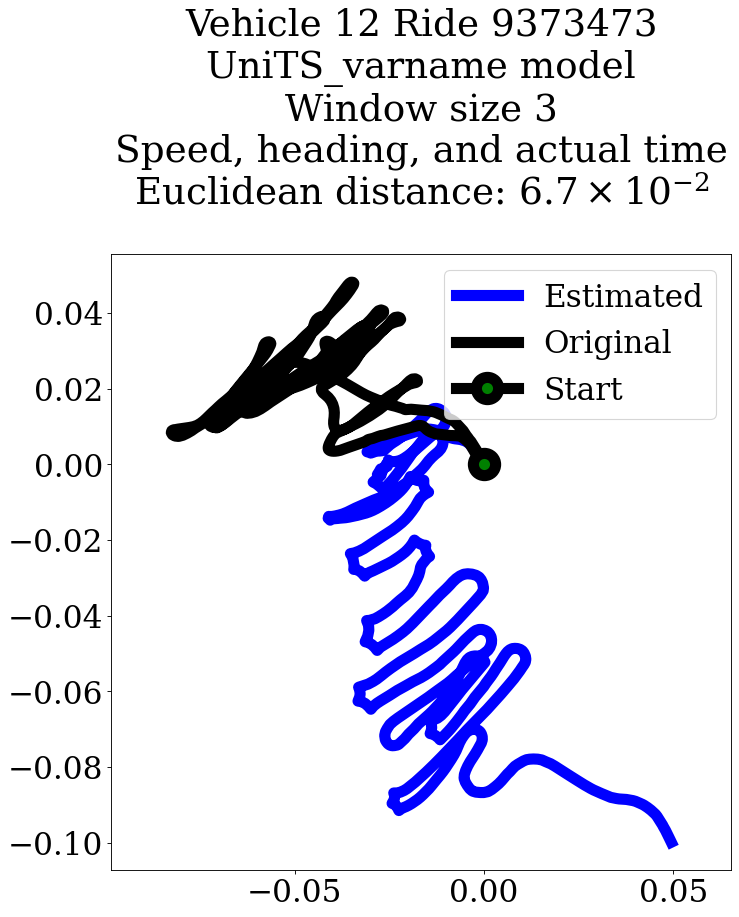 Vehicle 12 Ride 9373473
UniTS_varname model
Window size 3
Speed, heading, and actual time
Euclidean distance: 6.7 × 10⁻²
Estimated
Original
Start
0.04
0.02
0.00
−0.02
−0.04
−0.06
−0.08
−0.10
−0.05
0.00
0.05